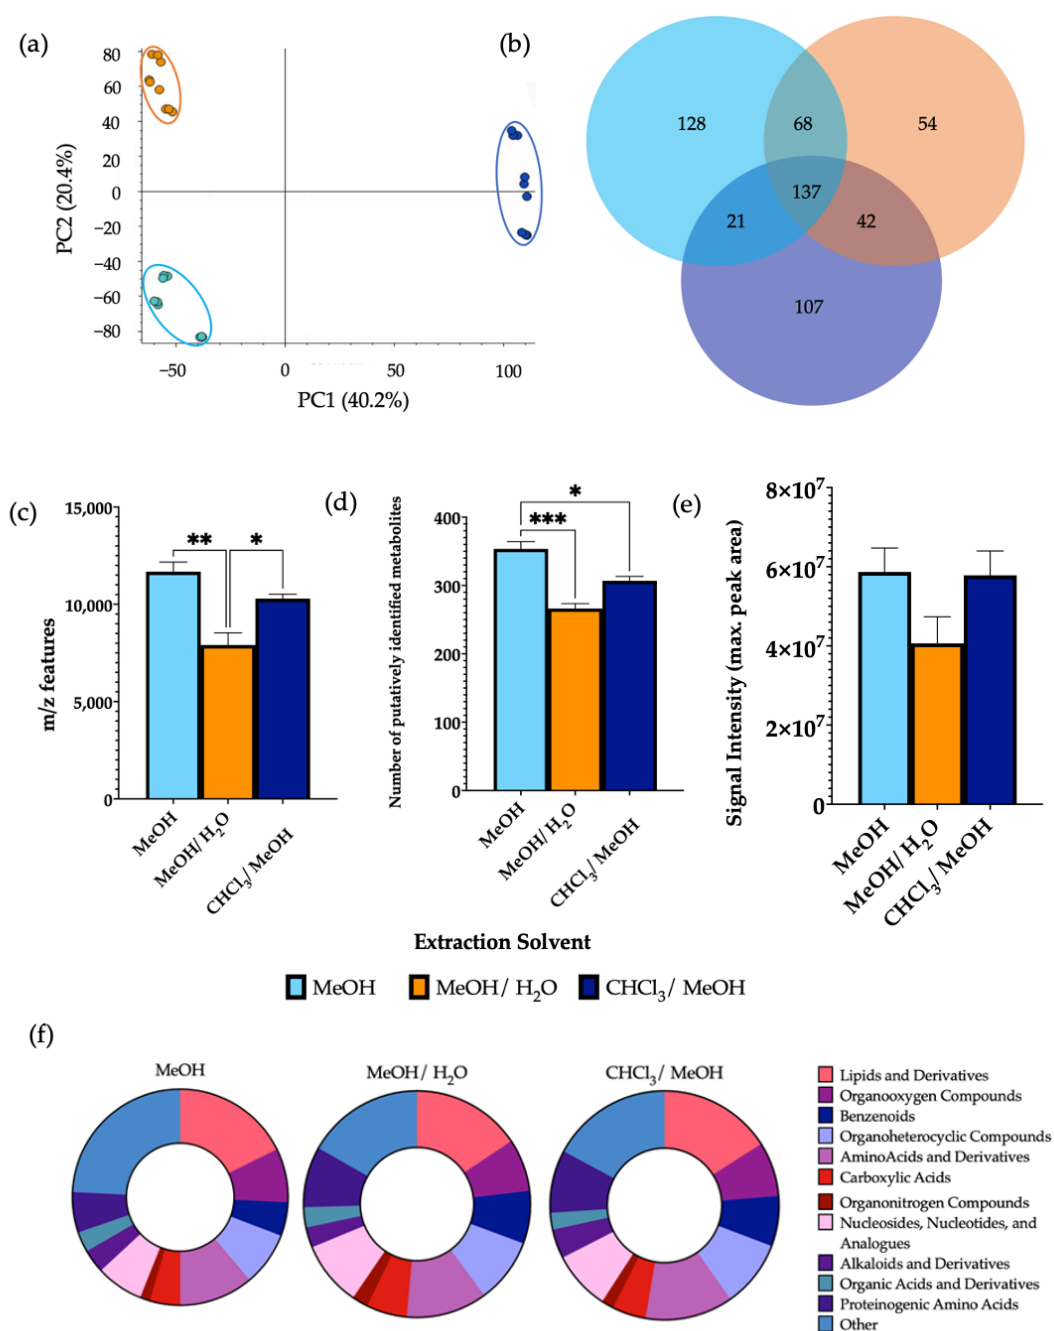 (a)
80
60
40
20
0
−20
−40
−60
−80
PC2 (20.4%)
−50
0
50
100
PC1 (40.2%)
(b)
128
68
54
137
21
42
107
(c)
15,000
10,000
5,000
0
m/z features
**
*
MeOH
MeOH/ H₂O
CHCl₃/ MeOH
(d)
400
300
200
100
0
Number of putatively identified metabolites
*
***
MeOH
MeOH/ H₂O
CHCl₃/ MeOH
(e)
8×10⁷
6×10⁷
4×10⁷
2×10⁷
0
Signal Intensity (max. peak area)
MeOH
MeOH/ H₂O
CHCl₃/ MeOH
Extraction Solvent
MeOH
MeOH/ H₂O
CHCl₃/ MeOH
(f)
MeOH
MeOH/ H₂O
CHCl₃/ MeOH
Lipids and Derivatives
Organooxygen Compounds
Benzenoids
Organoheterocyclic Compounds
AminoAcids and Derivatives
Carboxylic Acids
Organonitrogen Compounds
Nucleosides, Nucleotides, and
Analogues
Alkaloids and Derivatives
Organic Acids and Derivatives
Proteinogenic Amino Acids
Other